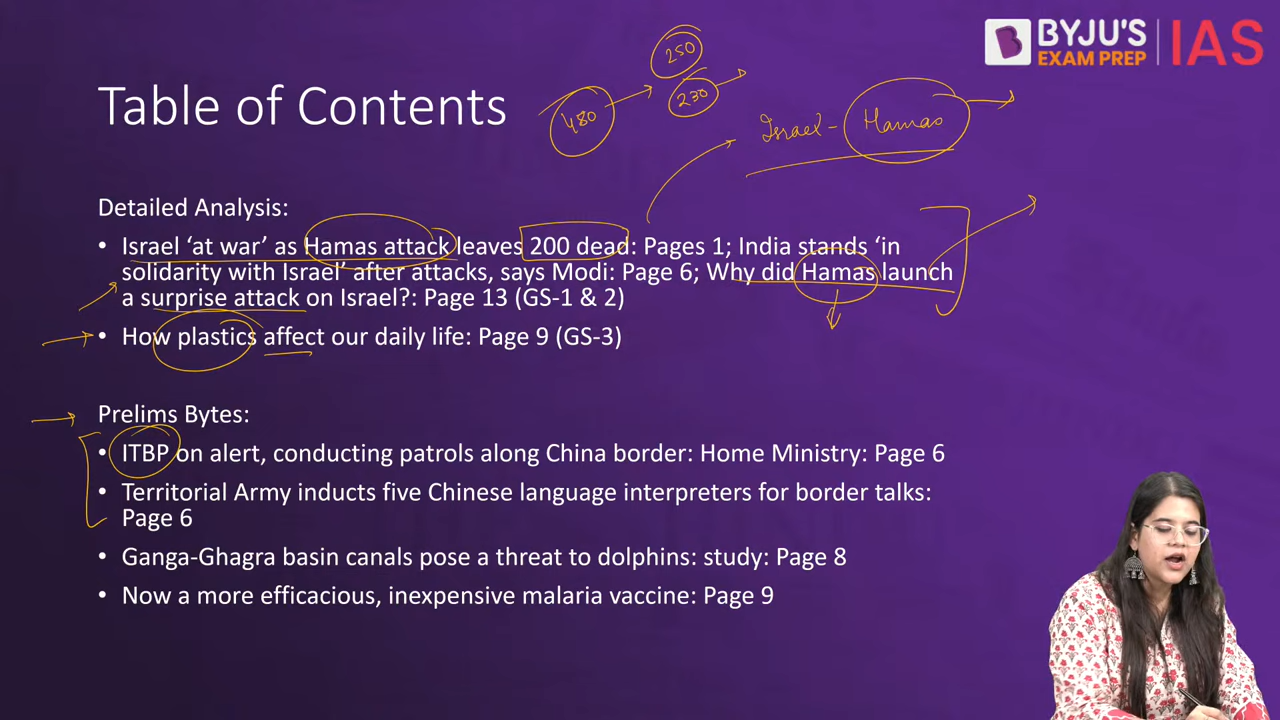 BYJU'S
EXAM PREP
IAS
250
480
230
Israel - Hamas
Table of Contents
Detailed Analysis:
• Israel ‘at war’ as Hamas attack leaves 200 dead: Pages 1; India stands ‘in
solidarity with Israel’ after attacks, says Modi: Page 6; Why did Hamas launch
a surprise attack on Israel?: Page 13 (GS-1 & 2)
• How plastics affect our daily life: Page 9 (GS-3)
Prelims Bytes:
• ITBP on alert, conducting patrols along China border: Home Ministry: Page 6
• Territorial Army inducts five Chinese language interpreters for border talks:
Page 6
• Ganga-Ghagra basin canals pose a threat to dolphins: study: Page 8
• Now a more efficacious, inexpensive malaria vaccine: Page 9